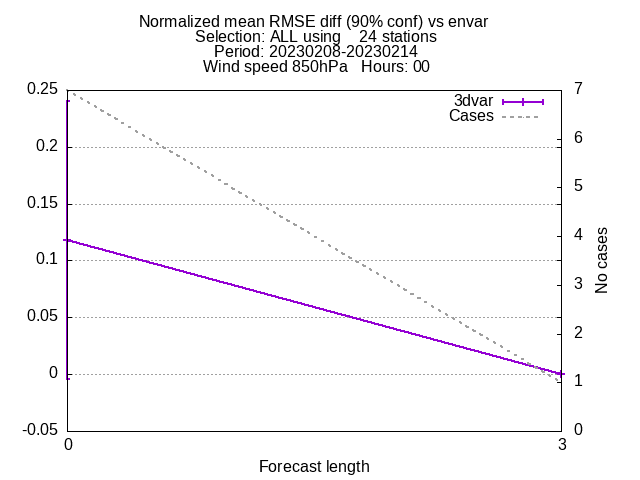 Normalized mean RMSE diff (90% conf) vs envar
Selection: ALL using    24 stations
Period: 20230208-20230214
Wind speed 850hPa   Hours: 00
3dvar
Cases
0.25
0.2
0.15
0.1
0.05
0
-0.05
7
6
5
4
3
2
1
0
No cases
0
3
Forecast length